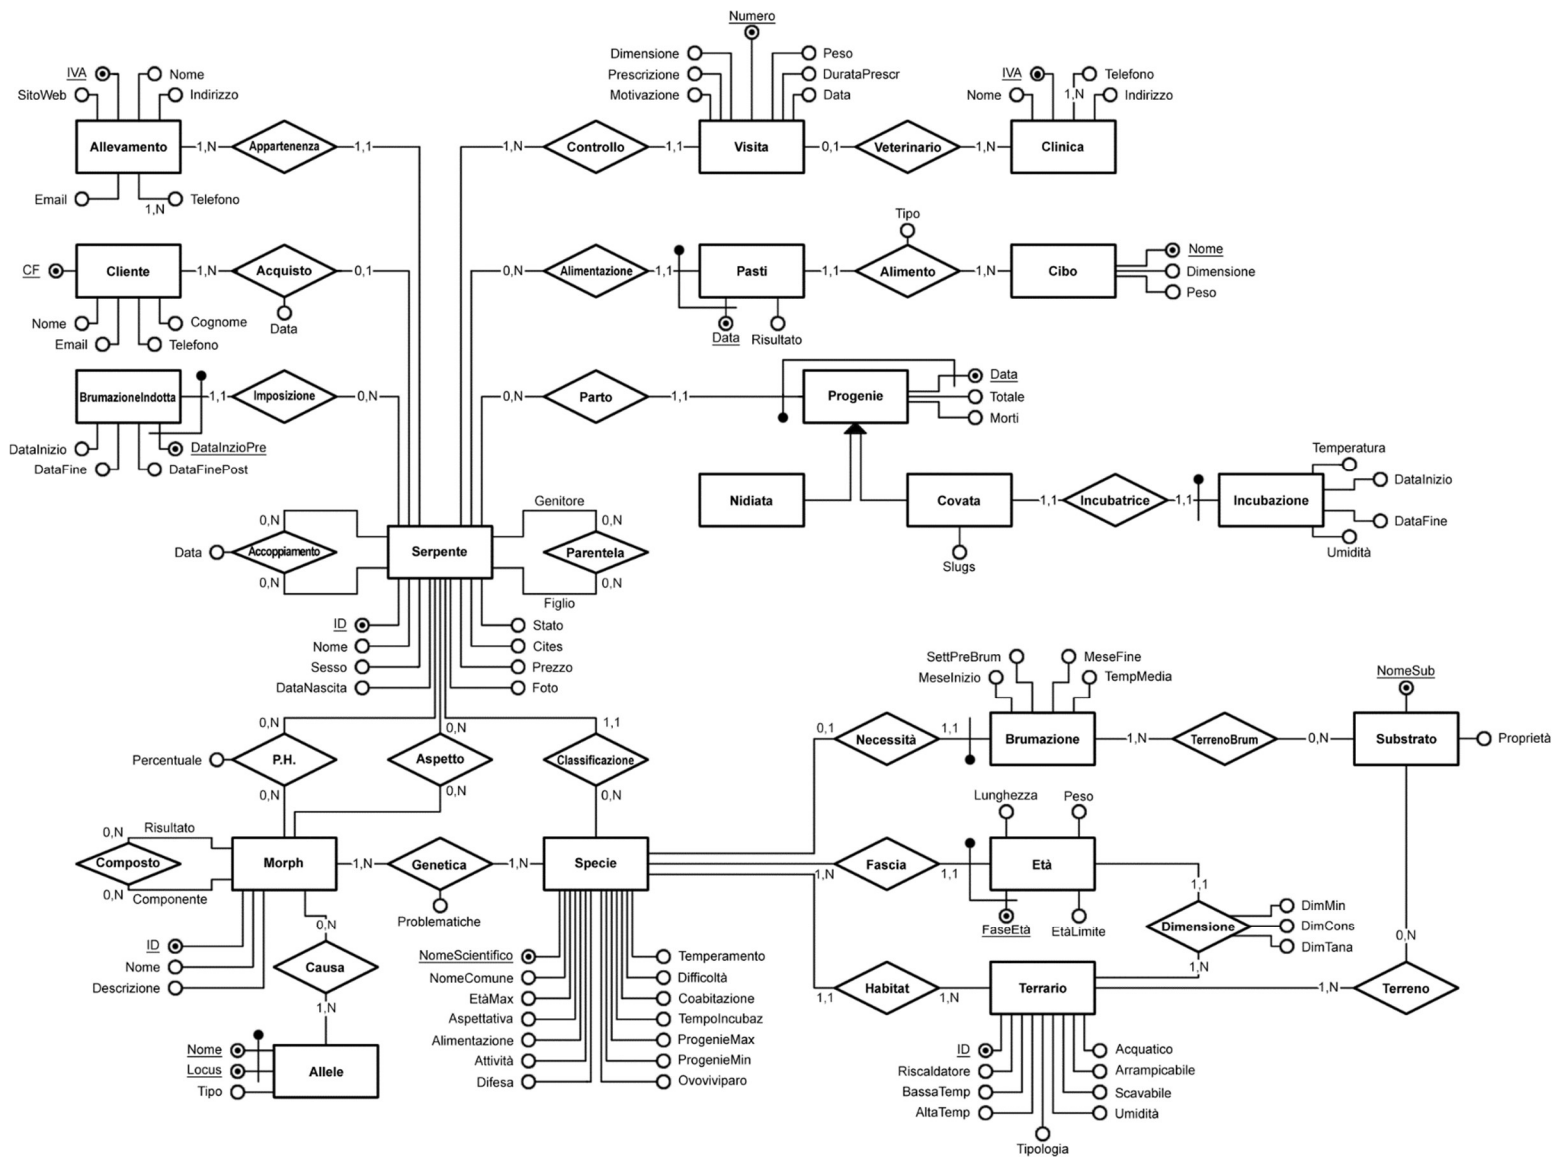 Numero
Dimensione
Peso
Prescrizione
DurataPrescr
Motivazione
Data
IVA
Nome
SitoWeb
Indirizzo
IVA
Telefono
Nome
1,N
Indirizzo
Allevamento
1,N
Appartenenza
1,1
1,N
Controllo
1,1
Visita
0,1
Veterinario
1,N
Clinica
Email
Telefono
1,N
Tipo
CF
Cliente
1,N
Acquisto
0,1
0,N
Alimentazione
1,1
Pasti
1,1
Alimento
1,N
Cibo
Nome
Dimensione
Peso
Nome
Cognome
Data
Email
Telefono
Data
Risultato
BrumazioneIndotta
1,1
Imposizione
0,N
0,N
Parto
1,1
Progenie
Data
Totale
Morti
DataInizio
DataInzioPre
DataFine
DataFinePost
Nidiata
Covata
1,1
Incubatrice
1,1
Incubazione
Temperatura
DataInizio
DataFine
Umidità
Slugs
Genitore
0,N
0,N
Data
Accoppiamento
Serpente
Parentela
0,N
0,N
Figlio
ID
Stato
Nome
Cites
Sesso
Prezzo
DataNascita
Foto
SettPreBrum
MeseFine
MeseInizio
TempMedia
NomeSub
0,N
0,N
1,1
Percentuale
P.H.
Aspetto
Classificazione
0,N
0,N
0,N
0,1
Necessità
1,1
Brumazione
1,N
TerrenoBrum
0,N
Substrato
Proprietà
Lunghezza
Peso
0,N
Risultato
Composto
Morph
1,N
Genetica
1,N
Specie
0,N
Componente
Problematiche
1,N
Fascia
1,1
Età
1,1
FaseEtà
EtàLimite
Dimensione
DimMin
DimCons
DimTana
1,N
0,N
ID
Nome
Descrizione
0,N
Causa
1,N
NomeScientifico
Temperamento
NomeComune
Difficoltà
EtàMax
Coabitazione
Aspettativa
TempoIncubaz
Alimentazione
ProgenieMax
Attività
ProgenieMin
Difesa
Ovoviviparo
1,1
Habitat
1,N
Terrario
1,N
Terreno
Nome
Locus
Tipo
Allele
ID
Acquatico
Riscaldatore
Arrampicabile
BassaTemp
Scavabile
AltaTemp
Umidità
Tipologia